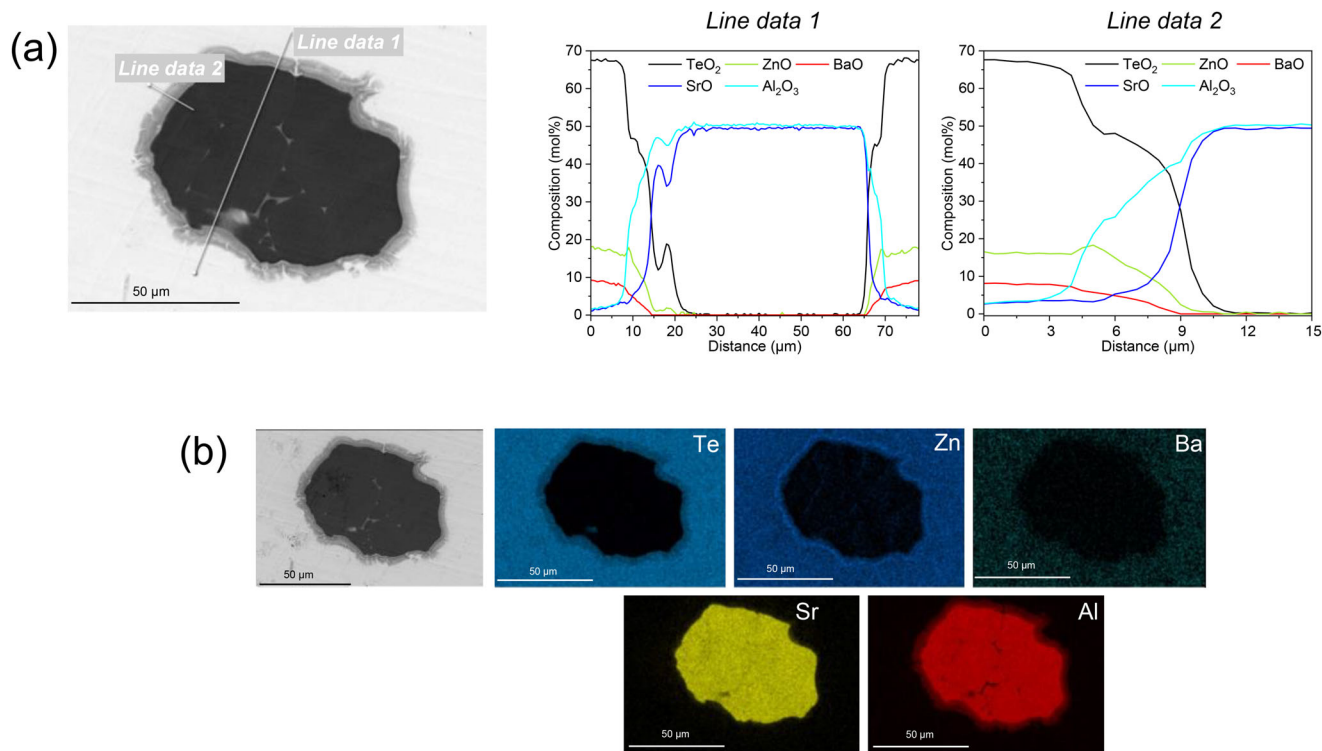 (a)
Line data 1
Line data 2
50 µm
Line data 1
70
60
50
40
30
20
10
0
Composition (mol%)
TeO₂ ZnO BaO
SrO Al₂O₃
0 10 20 30 40 50 60 70
Distance (µm)
Line data 2
70
60
50
40
30
20
10
0
Composition (mol%)
TeO₂ ZnO BaO
SrO Al₂O₃
0 3 6 9 12 15
Distance (µm)
(b)
50 µm
Te
50 µm
Zn
50 µm
Ba
50 µm
Sr
50 µm
Al
50 µm